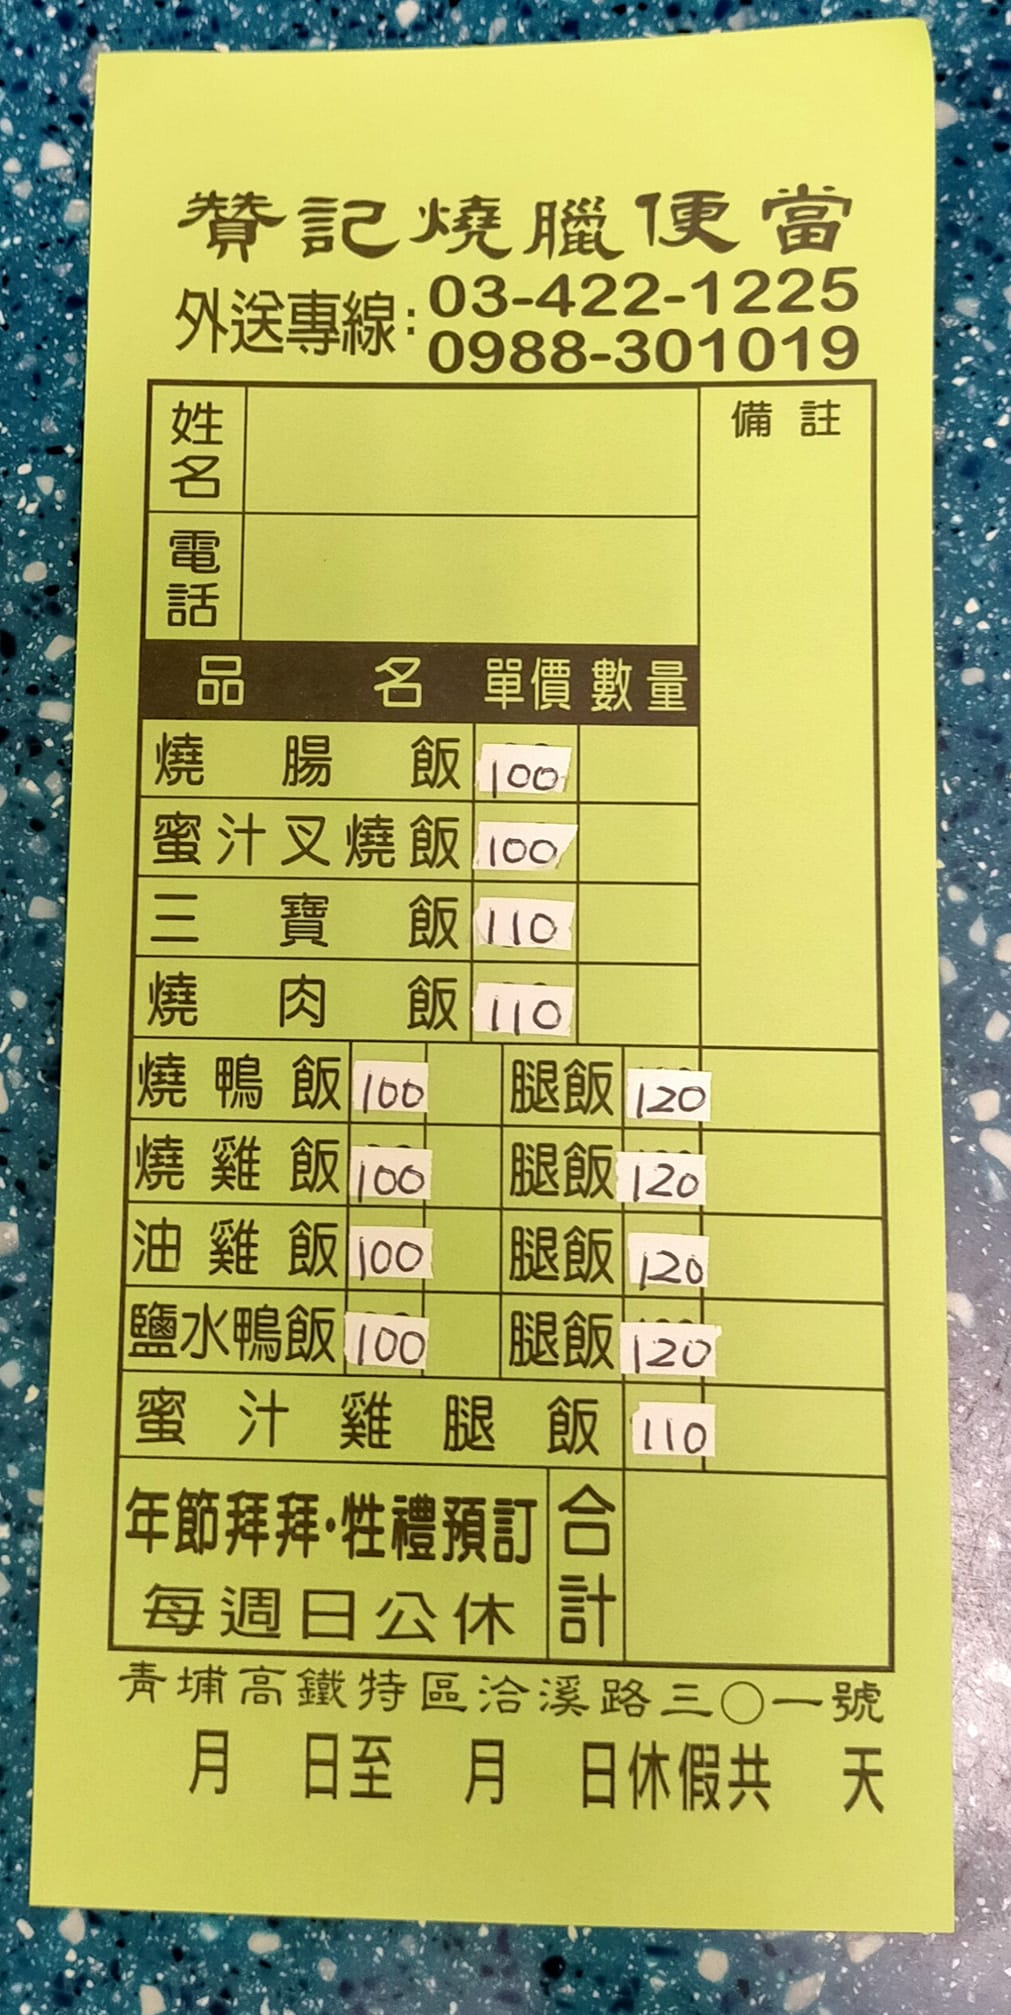 贊記燒臘便當
外送專線：03-422-1225
0988-301019
姓名
備註
電話
品名 單價 數量
燒腸飯 100
蜜汁叉燒飯 100
三寶飯 110
燒肉飯 110
燒鴨飯 100 腿飯 120
燒雞飯 100 腿飯 120
油雞飯 100 腿飯 120
鹽水鴨飯 100 腿飯 120
蜜汁雞腿飯 110
年節拜拜·牲禮預訂 合計
每週日公休
青埔高鐵特區洽溪路三〇一號
月 日至 月 日休假共 天